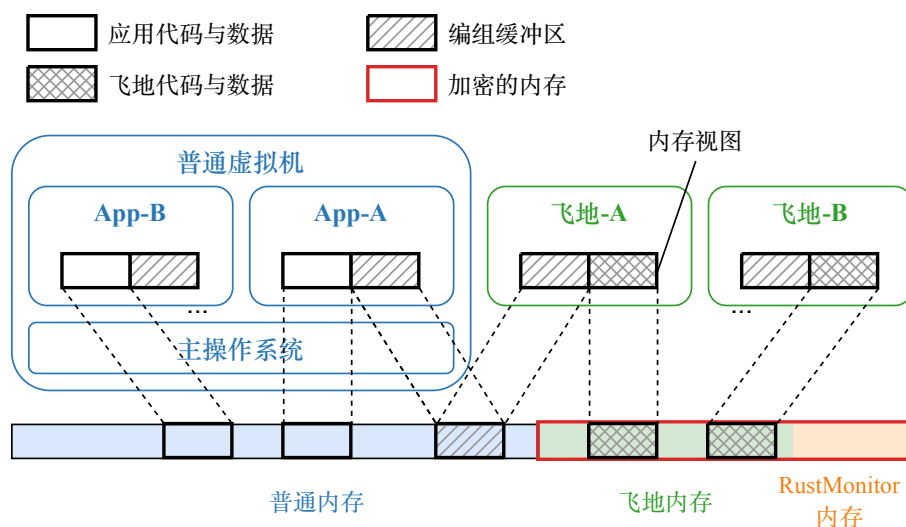 应用代码与数据
编组缓冲区
飞地代码与数据
加密的内存
内存视图
普通虚拟机
App-B
App-A
飞地-A
飞地-B
...
...
主操作系统
普通内存
飞地内存
RustMonitor
内存